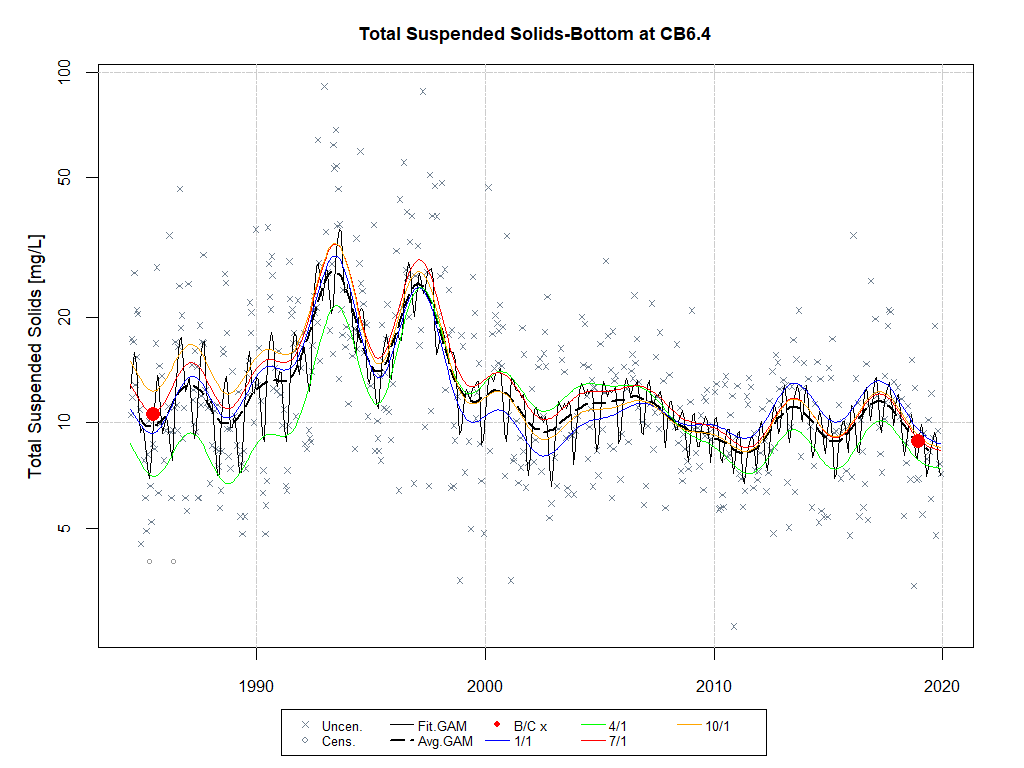 Total Suspended Solids-Bottom at CB6.4
Total Suspended Solids [mg/L]
100
50
20
10
5
1990 2000 2010 2020
Uncen. Fit.GAM B/C x 4/1 10/1
Cens. Avg.GAM 1/1 7/1